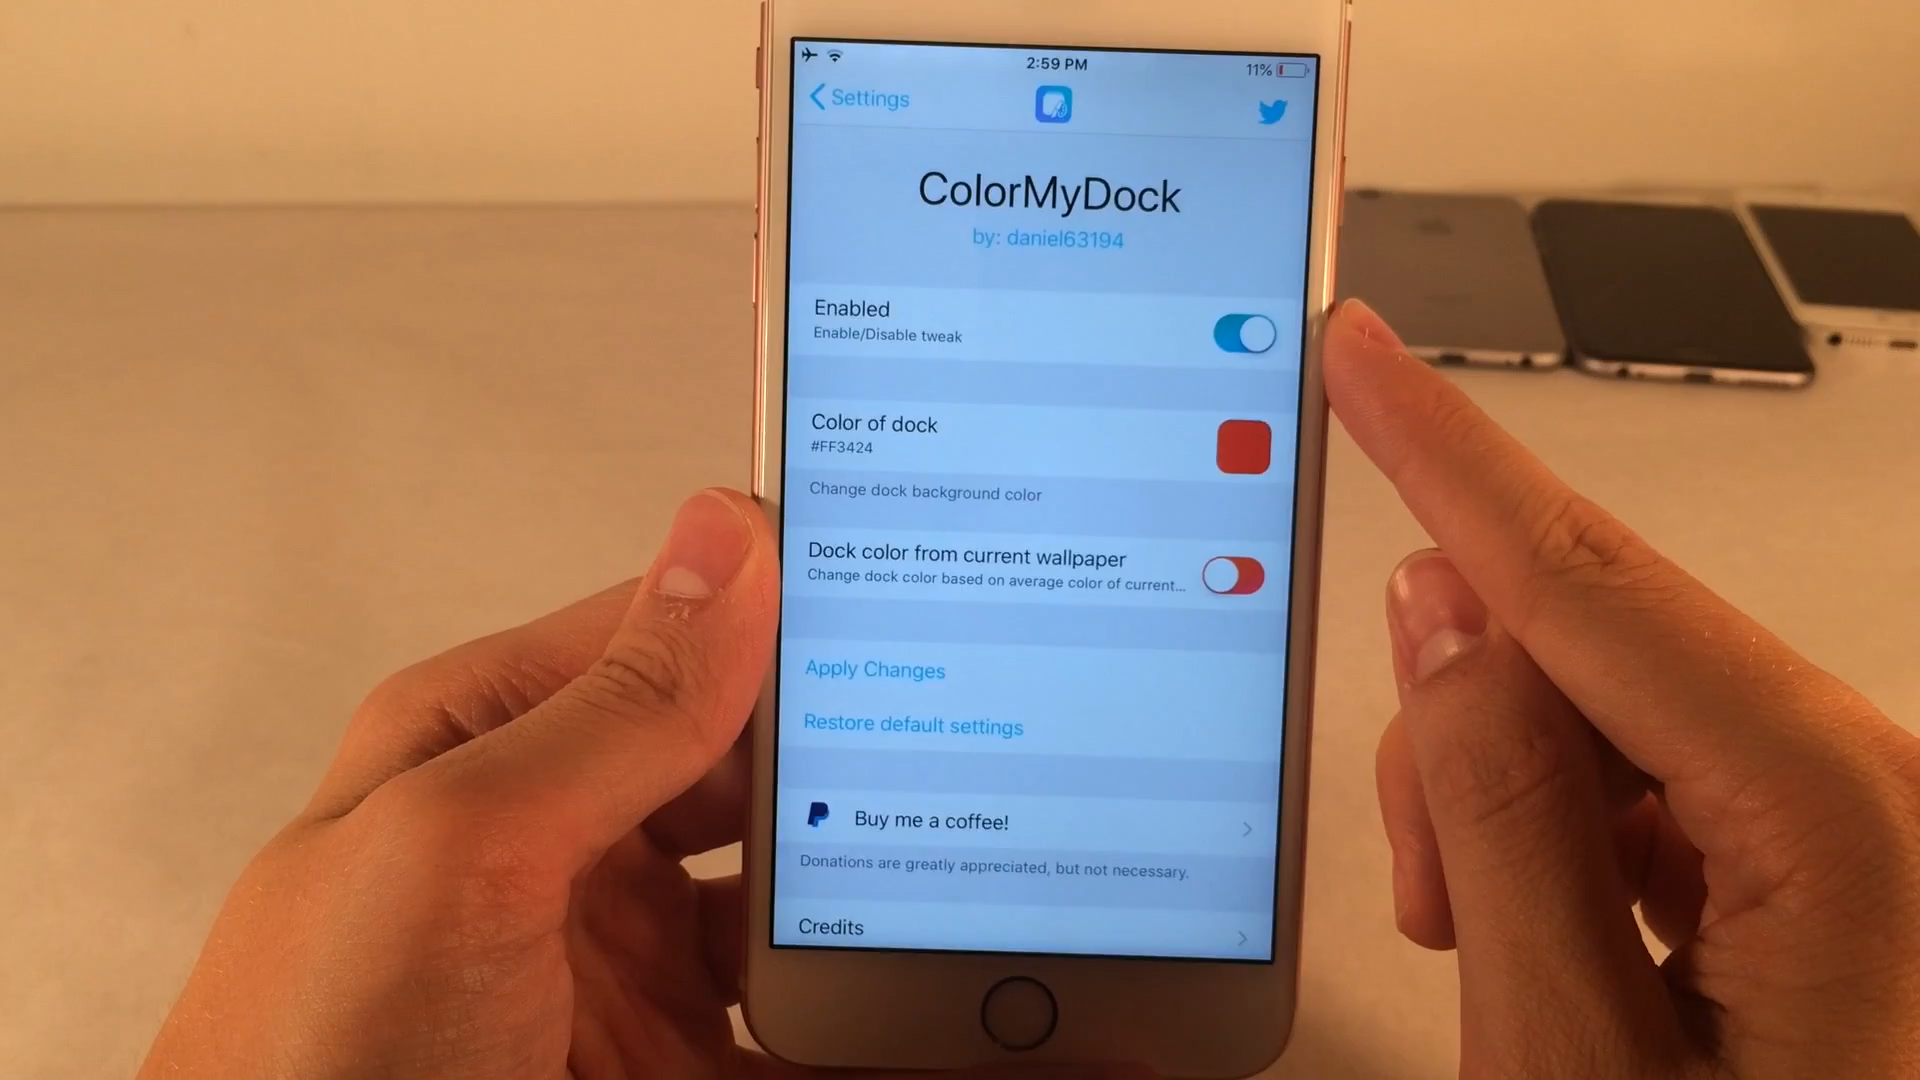 2:59 PM
11%
Settings
ColorMyDock
by: daniel63194
Enabled
Enable/Disable tweak
Color of dock
#FF3424
Change dock background color
Dock color from current wallpaper
Change dock color based on average color of current...
Apply Changes
Restore default settings
Buy me a coffee!
Donations are greatly appreciated, but not necessary.
Credits